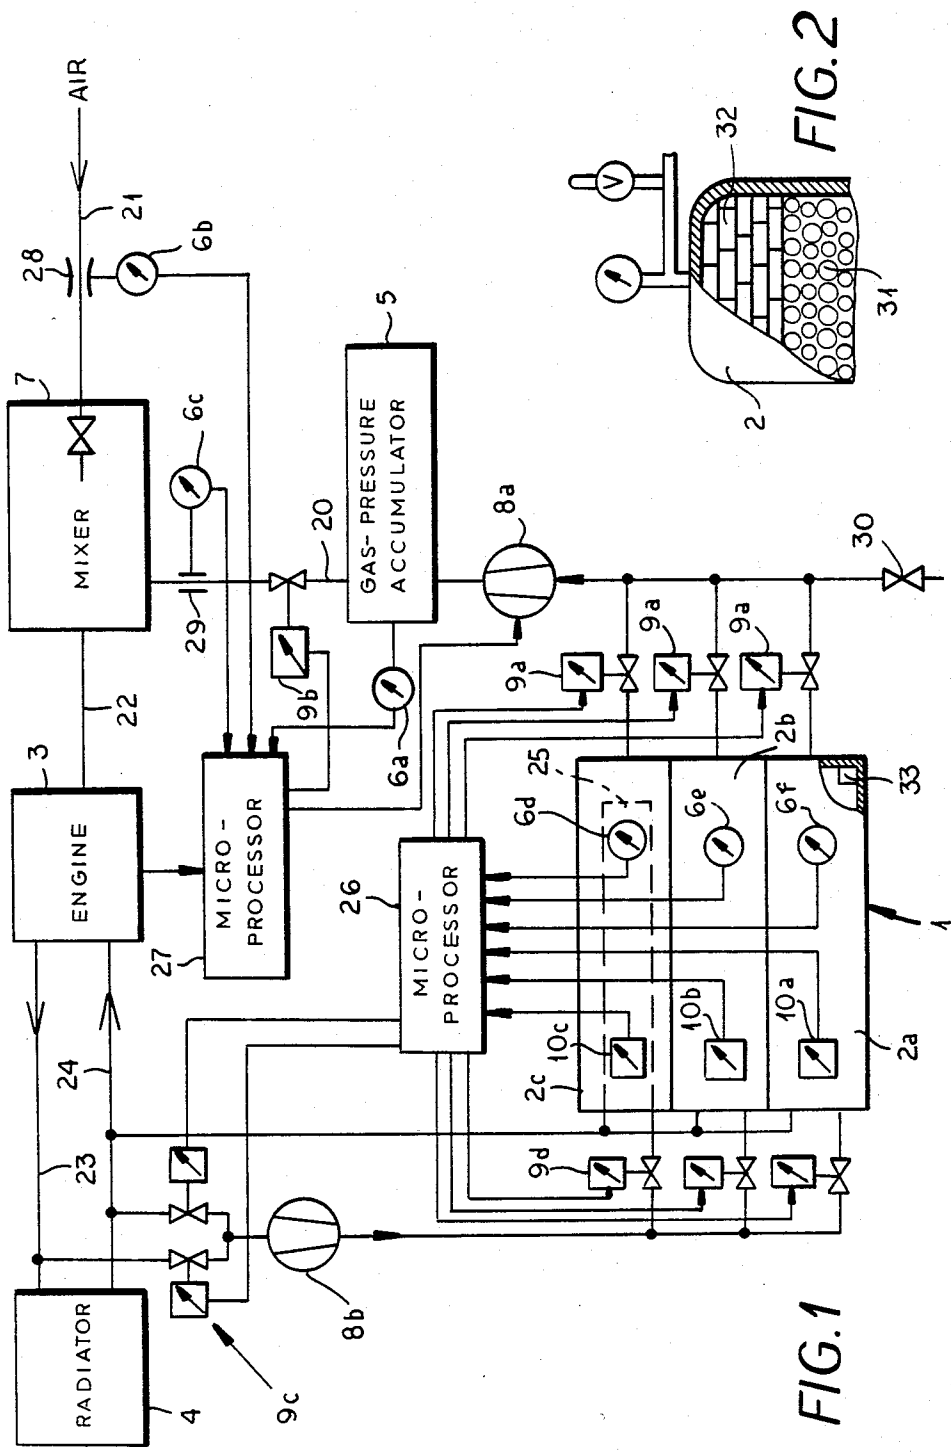 AIR
21
28
6b
7
MIXER
6c
29
20
5
GAS-PRESSURE
ACCUMULATOR
8a
30
9b
6a
9a
9a
9a
22
3
ENGINE
MICRO-
PROCESSOR
27
25
2b
33
6d
6e
6f
26
MICRO-
PROCESSOR
1
10c
10b
10a
2c
2a
24
23
9d
8b
RADIATOR
4
9c
FIG.1
V
32
31
2
FIG.2